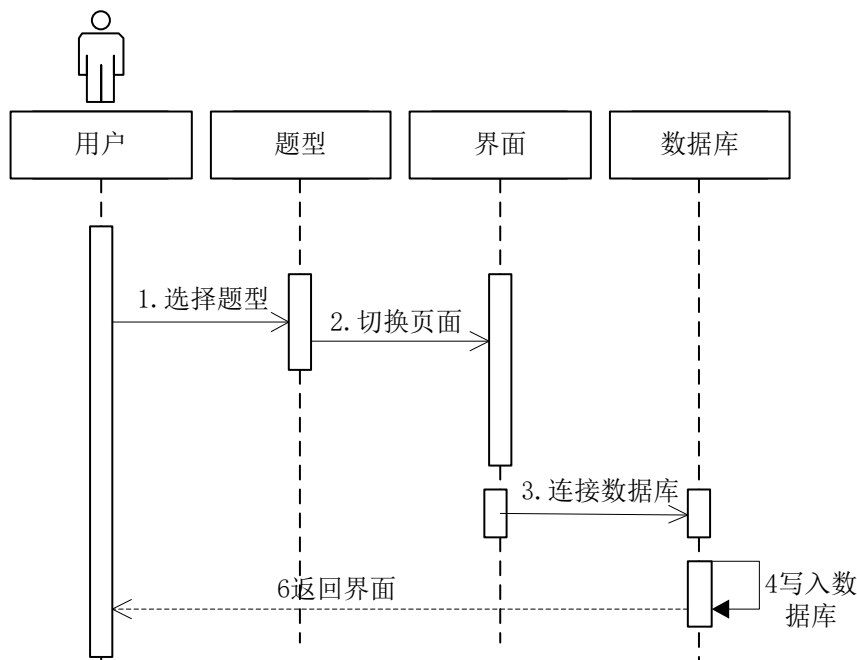 用户
题型
界面
数据库
1.选择题型
2.切换页面
3.连接数据库
4写入数
据库
6返回界面